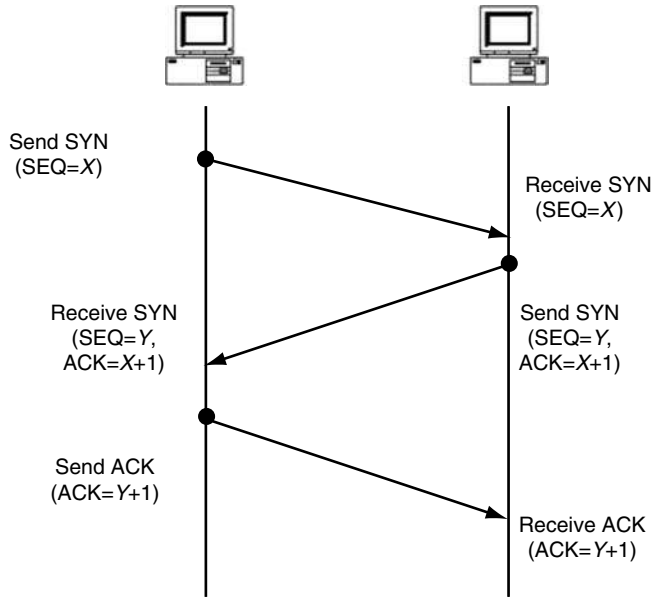 Send SYN
(SEQ=X)
Receive SYN
(SEQ=X)
Receive SYN
(SEQ=Y,
ACK=X+1)
Send SYN
(SEQ=Y,
ACK=X+1)
Send ACK
(ACK=Y+1)
Receive ACK
(ACK=Y+1)